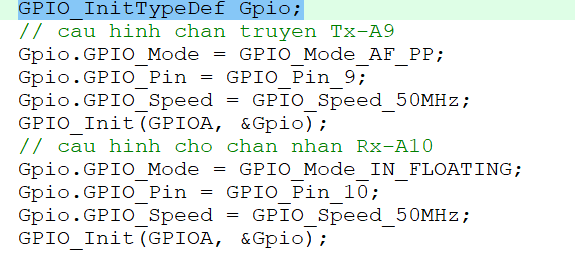 GPIO_InitTypeDef Gpio;
// cau hinh chan truyen Tx-A9
Gpio.GPIO_Mode = GPIO_Mode_AF_PP;
Gpio.GPIO_Pin = GPIO_Pin_9;
Gpio.GPIO_Speed = GPIO_Speed_50MHz;
GPIO_Init(GPIOA, &Gpio);
// cau hinh cho chan nhan Rx-A10
Gpio.GPIO_Mode = GPIO_Mode_IN_FLOATING;
Gpio.GPIO_Pin = GPIO_Pin_10;
Gpio.GPIO_Speed = GPIO_Speed_50MHz;
GPIO_Init(GPIOA, &Gpio);